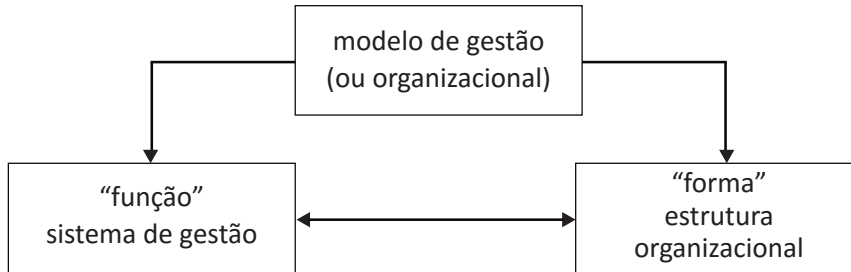 modelo de gestão
(ou organizacional)
“função”
sistema de gestão
“forma”
estrutura
organizacional